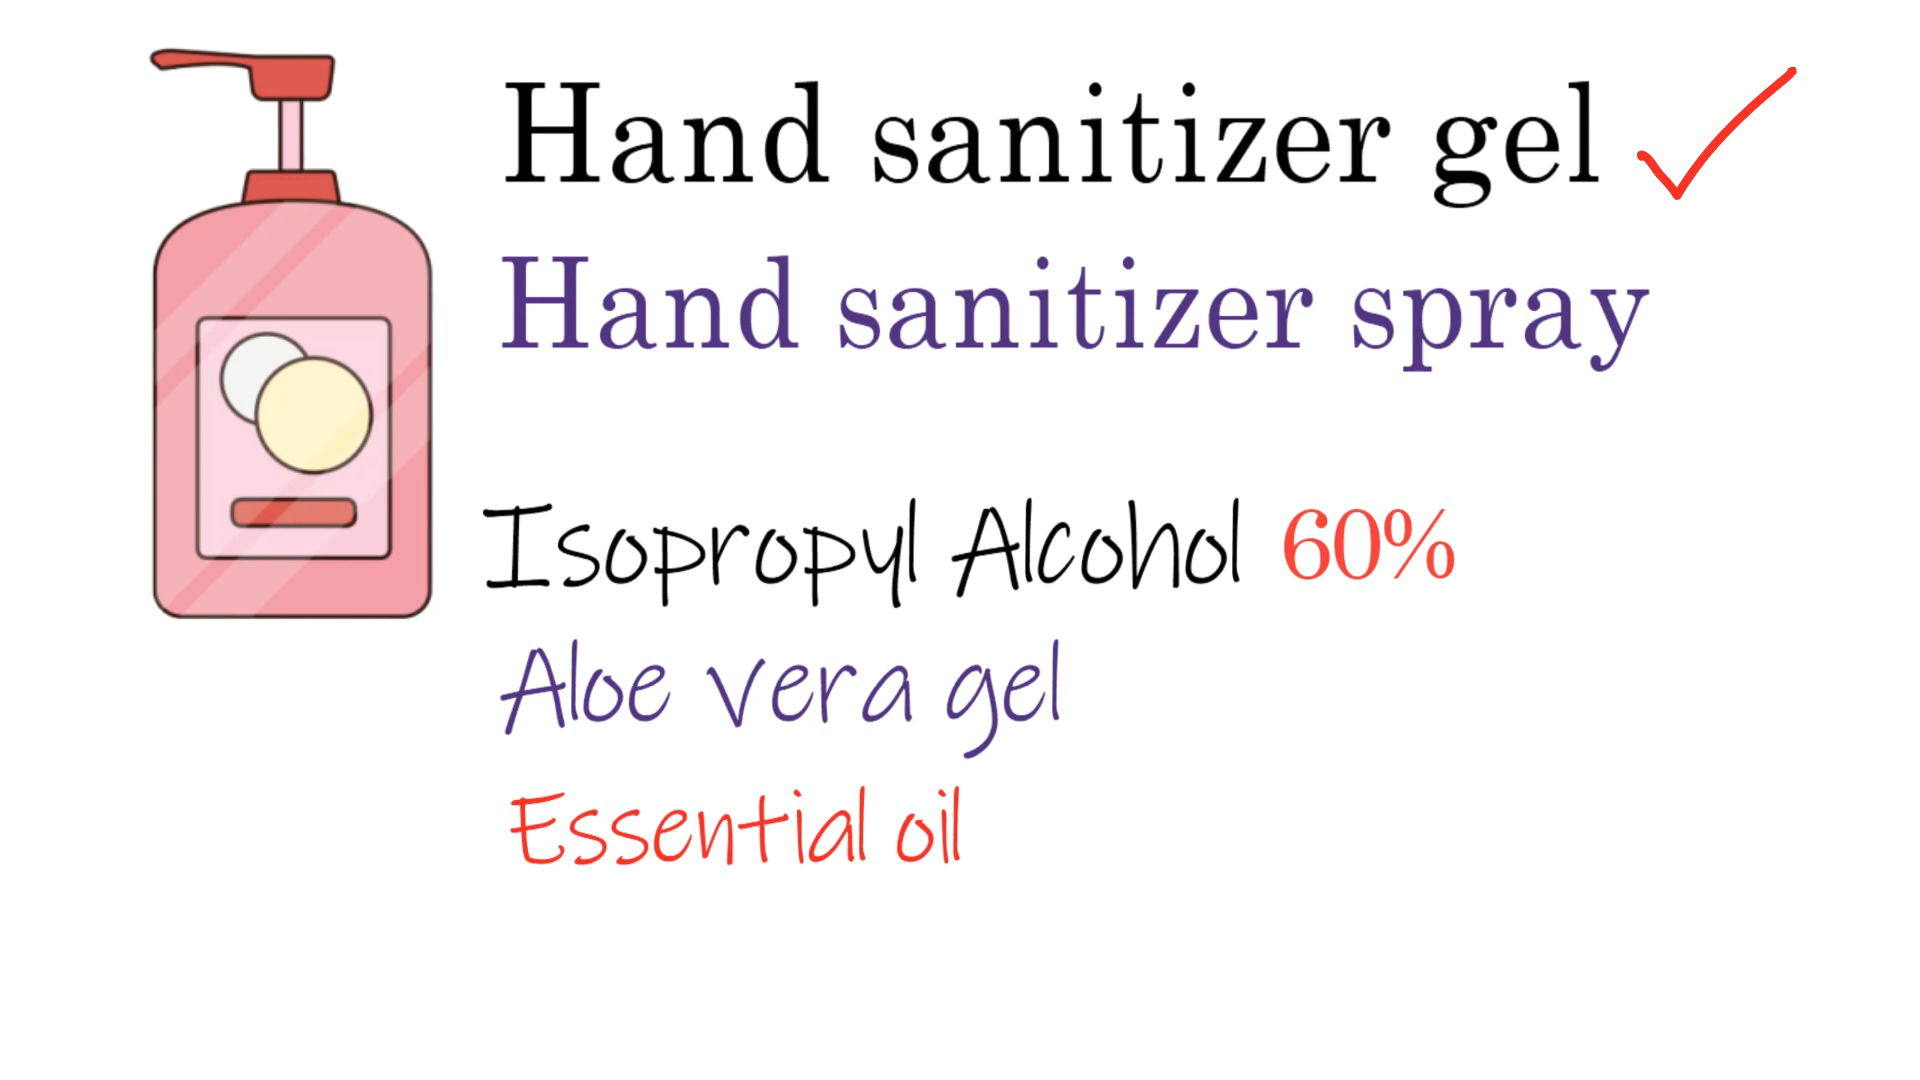 Hand sanitizer gel
Hand sanitizer spray
Isopropyl Alcohol 60%
Aloe vera gel
Essential oil